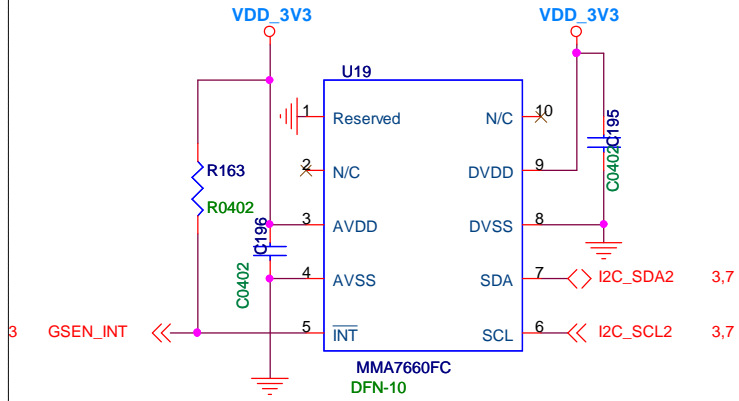 VDD_3V3
VDD_3V3
U19
1 Reserved
N/C 10
2 N/C
DVDD 9
3 AVDD
DVSS 8
4 AVSS
SDA 7
5 INT
SCL 6
R163
R0402
C196
C0402
C195
C0402
I2C_SDA2 3,7
I2C_SCL2 3,7
3 GSEN_INT
MMA7660FC
DFN-10